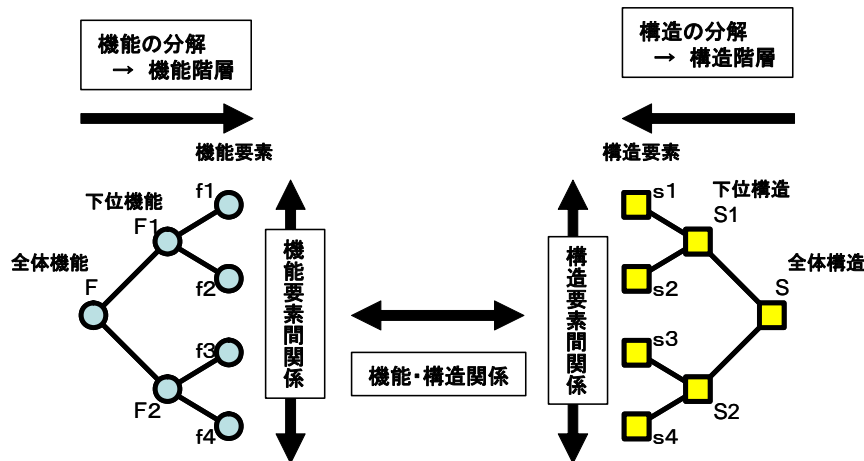 機能の分解
→ 機能階層
構造の分解
→ 構造階層
機能要素
構造要素
下位機能
f1
F1
f2
全体機能
F
f3
F2
f4
機能要素間関係
機能・構造関係
構造要素間関係
s1
下位構造
S1
s2
全体構造
S
s3
S2
s4